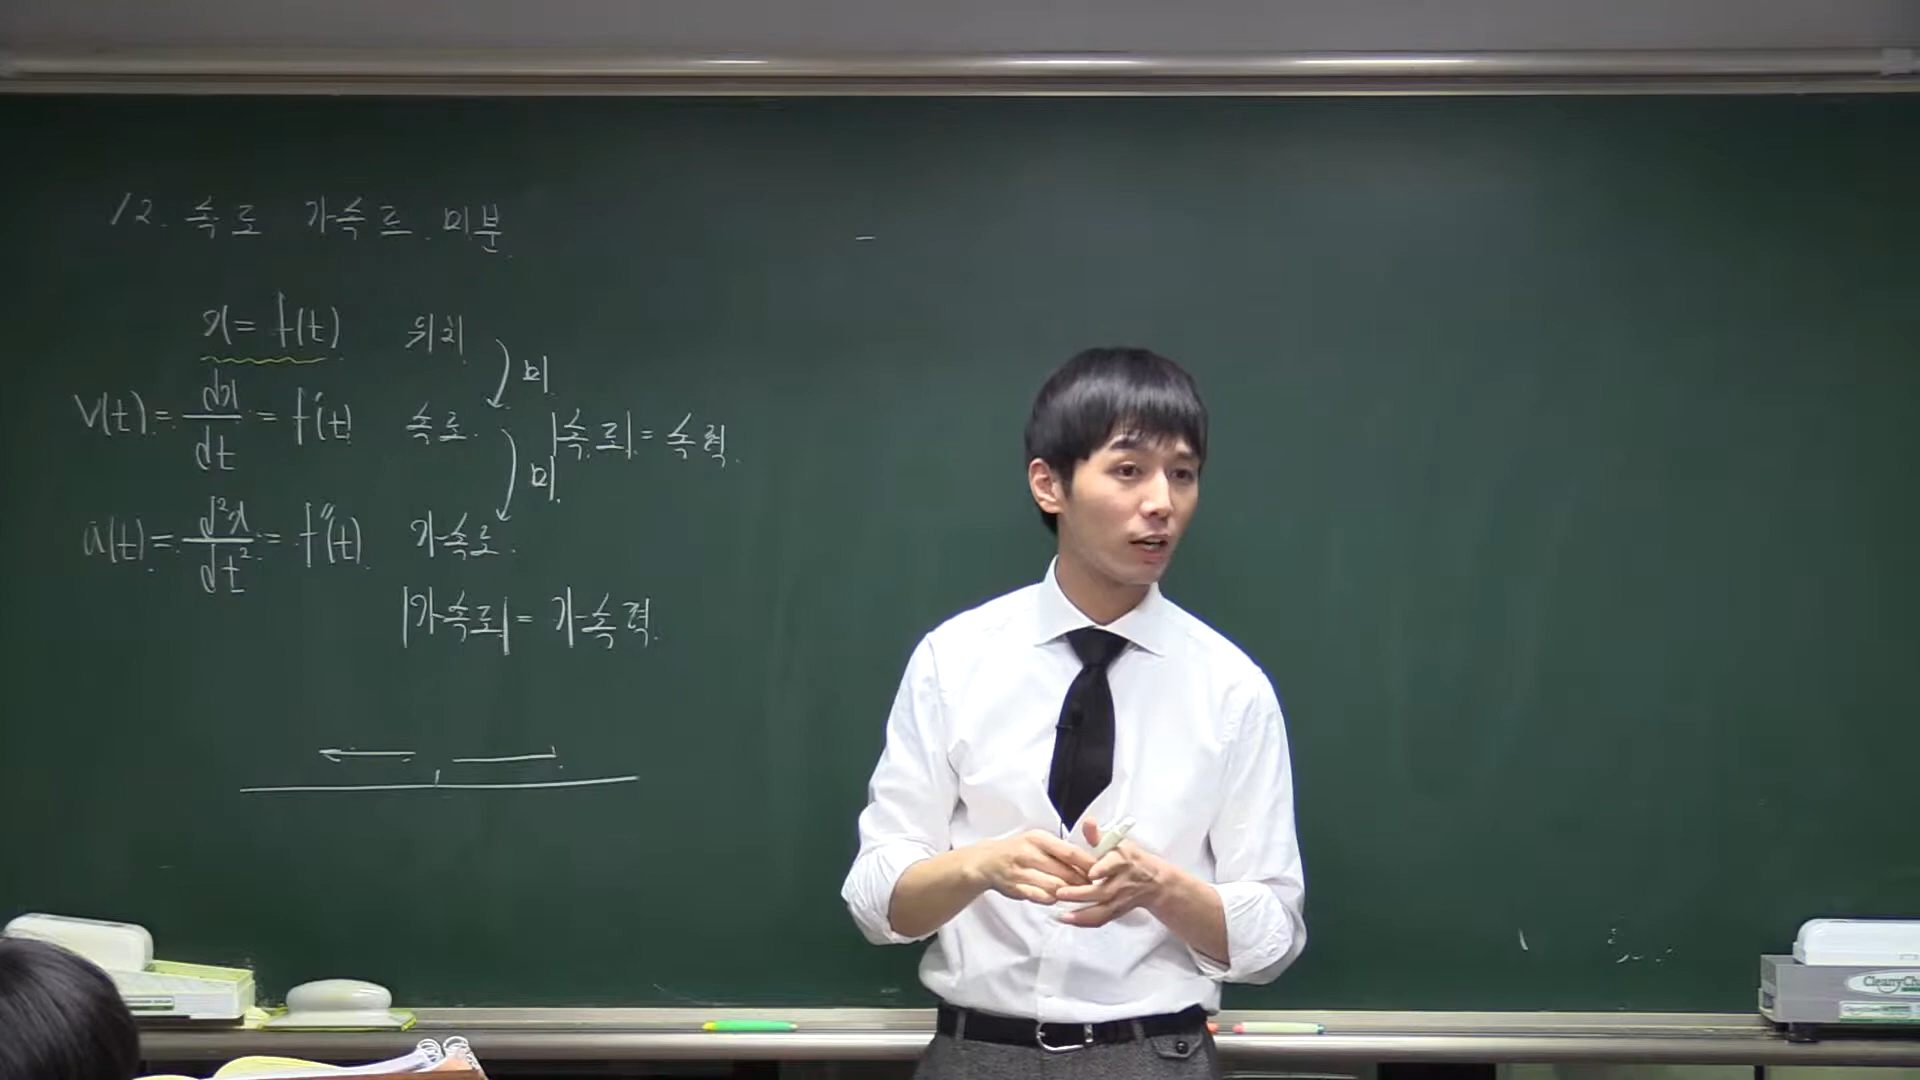 12. 속도 가속도 미분
x = f(t) 위치
미
v(t) = dx/dt = f'(t) 속도
|속도| = 속력
미
a(t) = d²x/dt² = f''(t) 가속도
|가속도| = 가속력